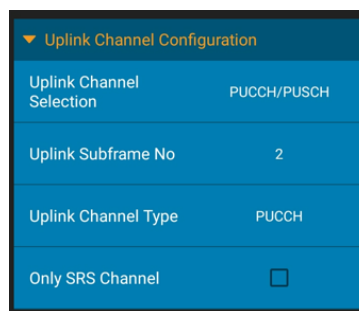 Uplink Channel Configuration
Uplink Channel
Selection
PUCCH/PUSCH
Uplink Subframe No
2
Uplink Channel Type
PUCCH
Only SRS Channel